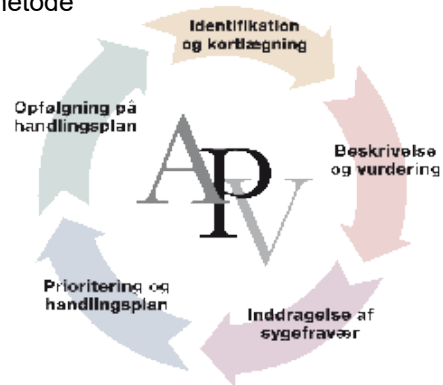 Identifikation
og kortlægning
Beskrivelse
og vurdering
Inddragelse af
sygefravær
Prioritering og
handlingsplan
Opfølgning på
handlingsplan
APV